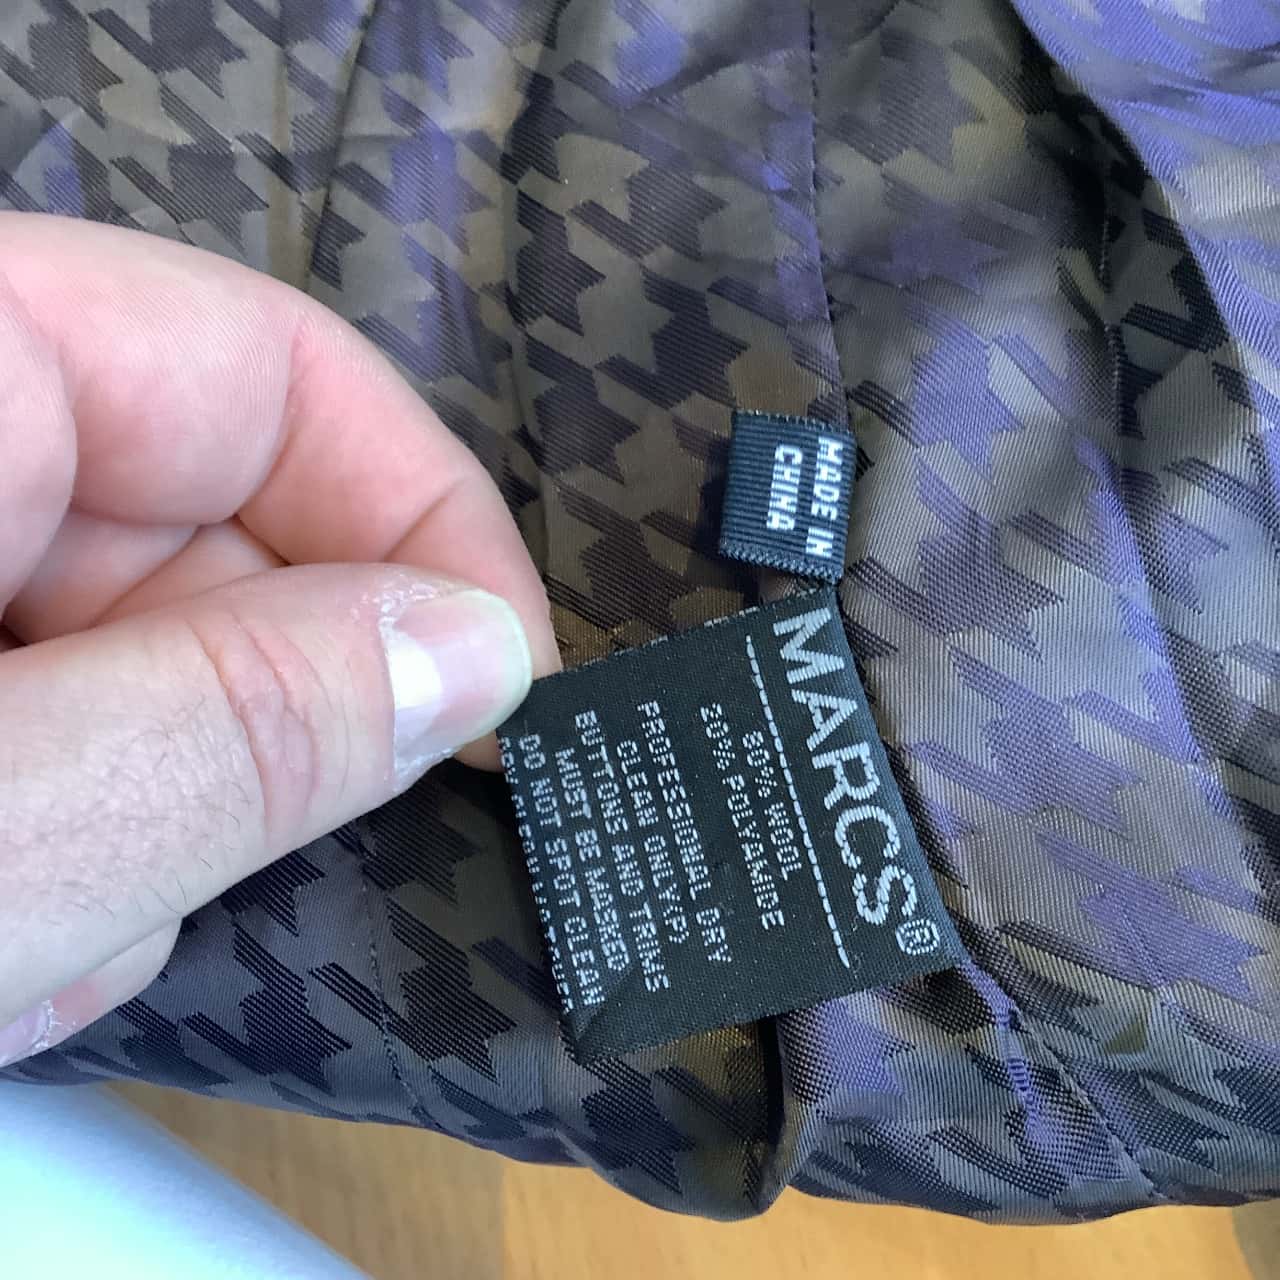 MADE IN
CHINA
MARCS®
80% WOOL
20% POLYAMIDE
PROFESSIONAL DRY
CLEAN ONLY(P)
BUTTONS AND TRIMS
MUST BE MASKED
DO NOT SPOT CLEAN